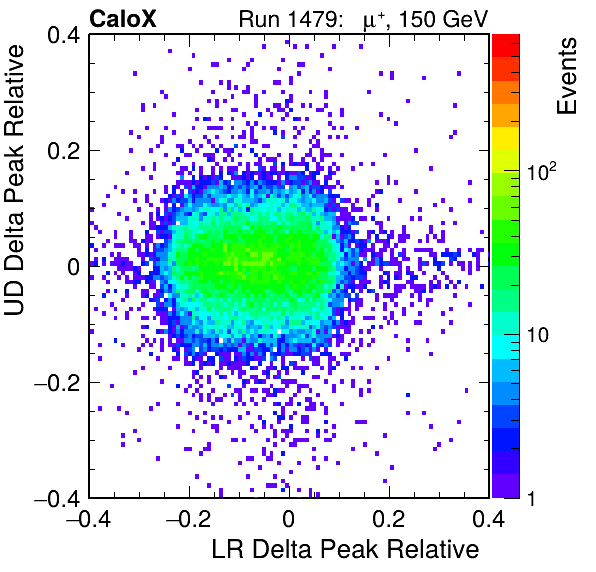 CaloX Run 1479: μ⁺, 150 GeV
UD Delta Peak Relative
0.4
0.2
0
−0.2
−0.4
−0.4 −0.2 0 0.2 0.4
LR Delta Peak Relative
Events
10²
10
1